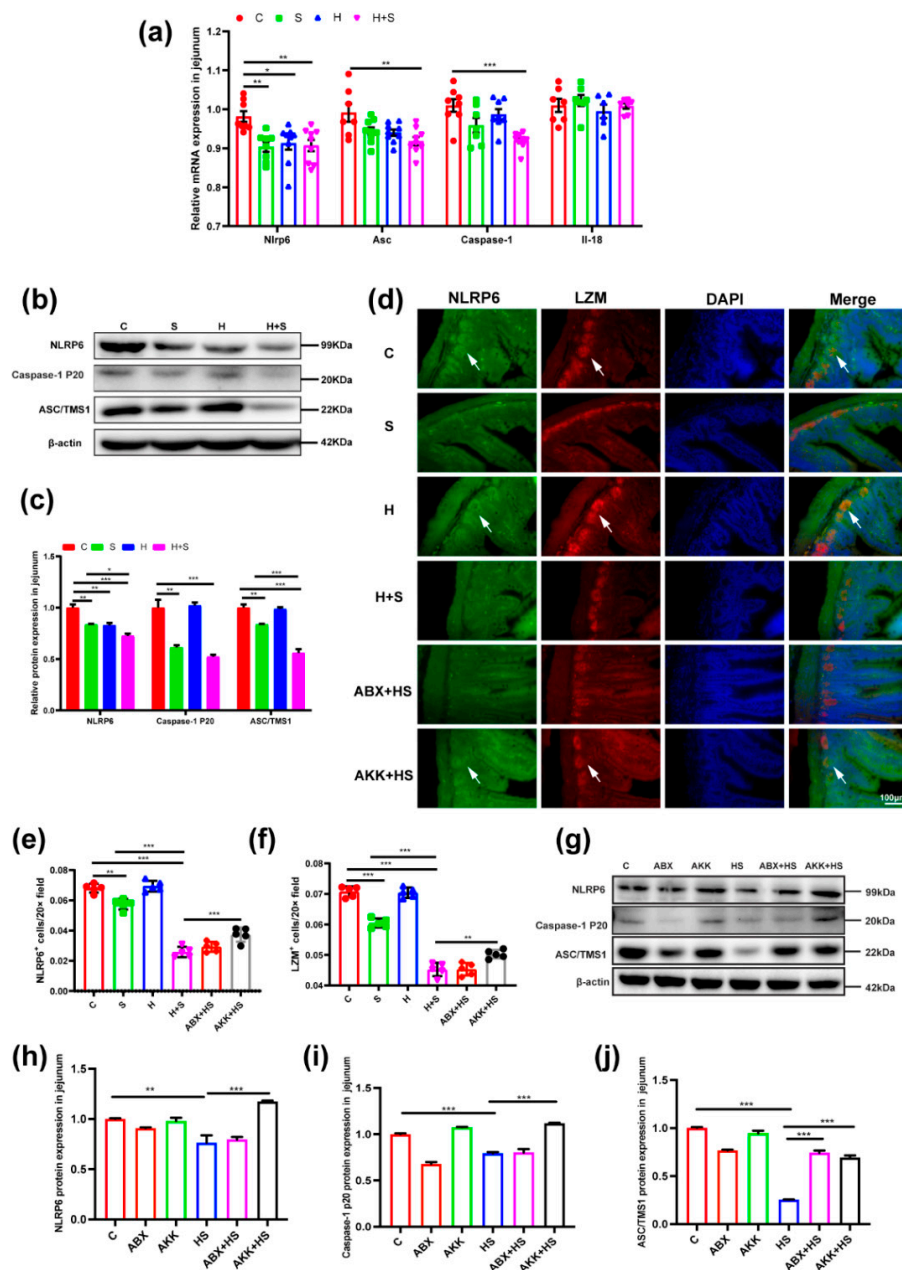 (a)
C S H H+S
Relative mRNA expression in jejunum
1.2
1.1
1.0
0.9
0.8
0.7
** * ** ** ***
Nlrp6 Asc Caspase-1 Il-18
(b)
C S H H+S
NLRP6 99KDa
Caspase-1 P20 20KDa
ASC/TMS1 22KDa
β-actin 42KDa
(c)
C S H H+S
Relative protein expression in jejunum
1.5
1.0
0.5
0.0
* *** ** ** *** ** *** *** **
NLRP6 Caspase-1 P20 ASC/TMS1
(d)
NLRP6 LZM DAPI Merge
C
S
H
H+S
ABX+HS
AKK+HS
100μm
(e)
NLRP6+ cells/20× field
0.08
0.06
0.04
0.02
0.00
*** *** ** ***
C S H H+S ABX+HS AKK+HS
(f)
LZM+ cells/20× field
0.08
0.07
0.06
0.05
0.04
*** *** *** **
C S H H+S ABX+HS AKK+HS
(g)
C ABX AKK HS ABX+HS AKK+HS
NLRP6 99kDa
Caspase-1 P20 20kDa
ASC/TMS1 22kDa
β-actin 42kDa
(h)
NLRP6 protein expression in jejunum
1.5
1.0
0.5
0.0
** ***
C ABX AKK HS ABX+HS AKK+HS
(i)
Caspase-1 p20 protein expression in jejunum
1.5
1.0
0.5
0.0
*** ***
C ABX AKK HS ABX+HS AKK+HS
(j)
ASC/TMS1 protein expression in jejunum
1.5
1.0
0.5
0.0
*** *** ***
C ABX AKK HS ABX+HS AKK+HS